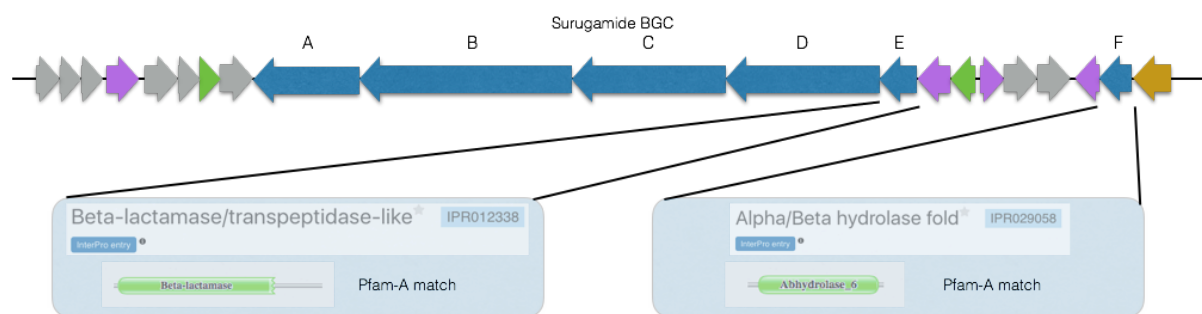 Surugamide BGC
A B C D E F
Beta-lactamase/transpeptidase-like IPR012338
InterPro entry
Beta-lactamase Pfam-A match
Alpha/Beta hydrolase fold IPR029058
InterPro entry
Abhydrolase_6 Pfam-A match